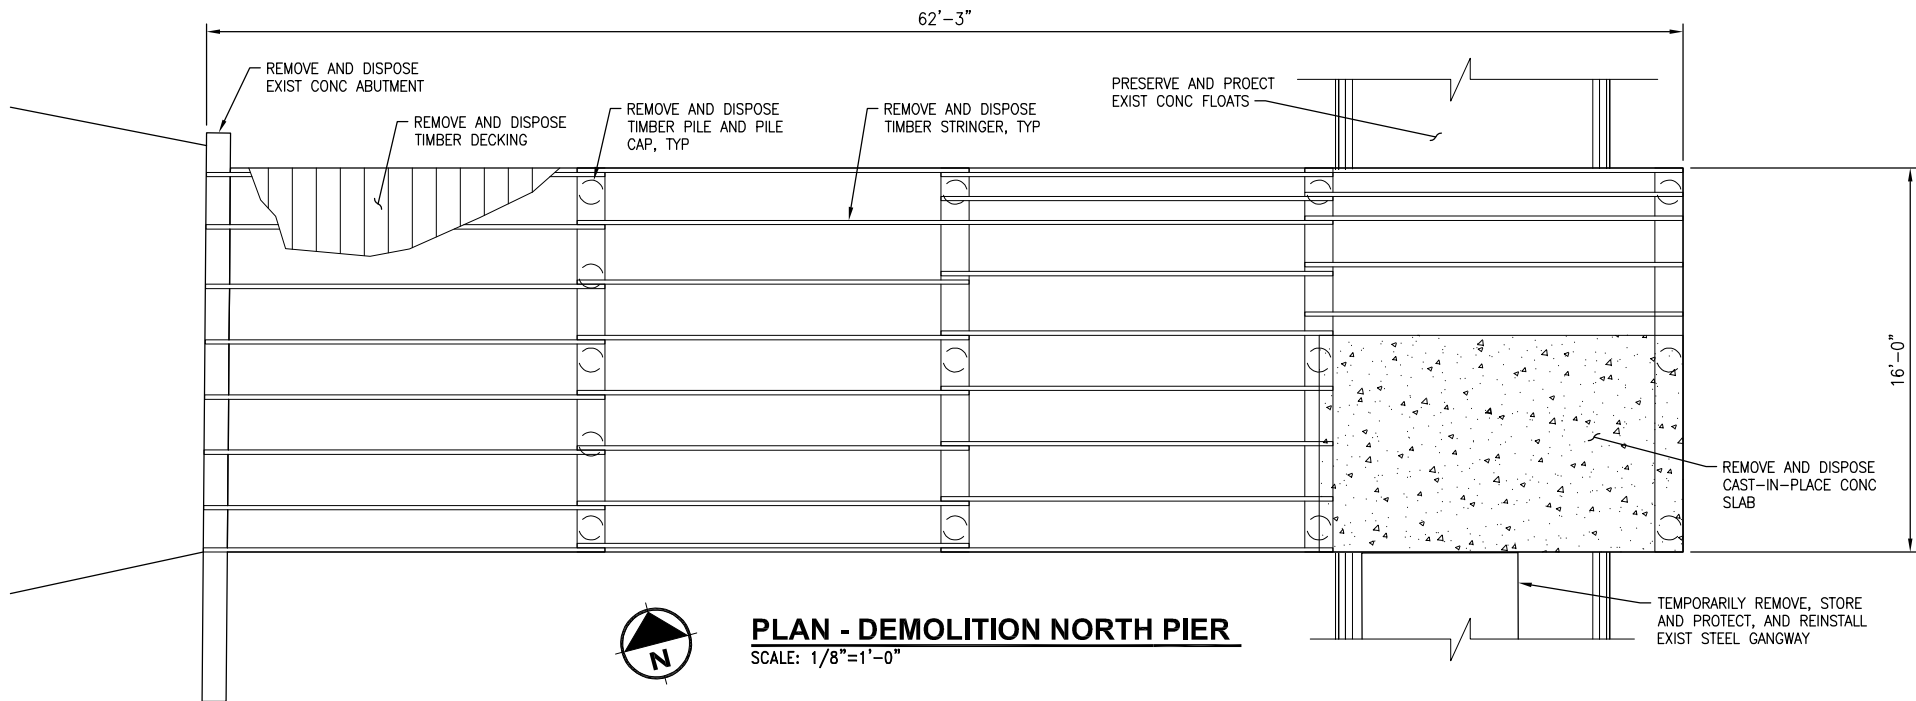 62'-3"
REMOVE AND DISPOSE
EXIST CONC ABUTMENT
REMOVE AND DISPOSE
TIMBER DECKING
REMOVE AND DISPOSE
TIMBER PILE AND PILE
CAP, TYP
REMOVE AND DISPOSE
TIMBER STRINGER, TYP
PRESERVE AND PROECT
EXIST CONC FLOATS
16'-0"
REMOVE AND DISPOSE
CAST-IN-PLACE CONC
SLAB
TEMPORARILY REMOVE, STORE
AND PROTECT, AND REINSTALL
EXIST STEEL GANGWAY
N
PLAN - DEMOLITION NORTH PIER
SCALE: 1/8"=1'-0"